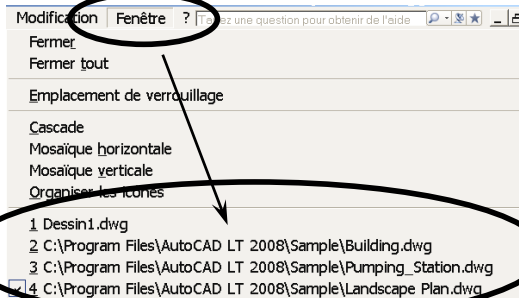 Modification Fenêtre ? Tapez une question pour obtenir de l'aide
Fermer
Fermer tout
Emplacement de verrouillage
Cascade
Mosaïque horizontale
Mosaïque verticale
Organiser les icônes
1 Dessin1.dwg
2 C:\Program Files\AutoCAD LT 2008\Sample\Building.dwg
3 C:\Program Files\AutoCAD LT 2008\Sample\Pumping_Station.dwg
4 C:\Program Files\AutoCAD LT 2008\Sample\Landscape Plan.dwg